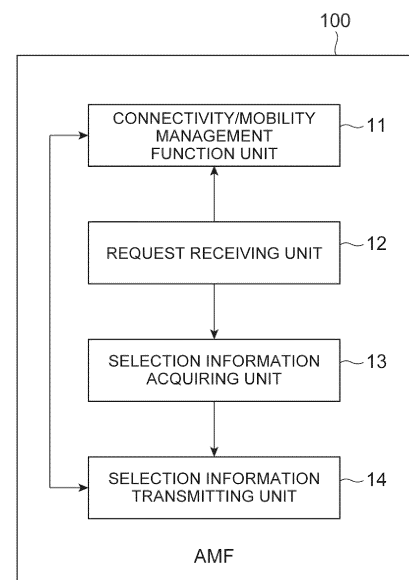 100
CONNECTIVITY/MOBILITY
MANAGEMENT
FUNCTION UNIT
11
REQUEST RECEIVING UNIT
12
SELECTION INFORMATION
ACQUIRING UNIT
13
SELECTION INFORMATION
TRANSMITTING UNIT
14
AMF